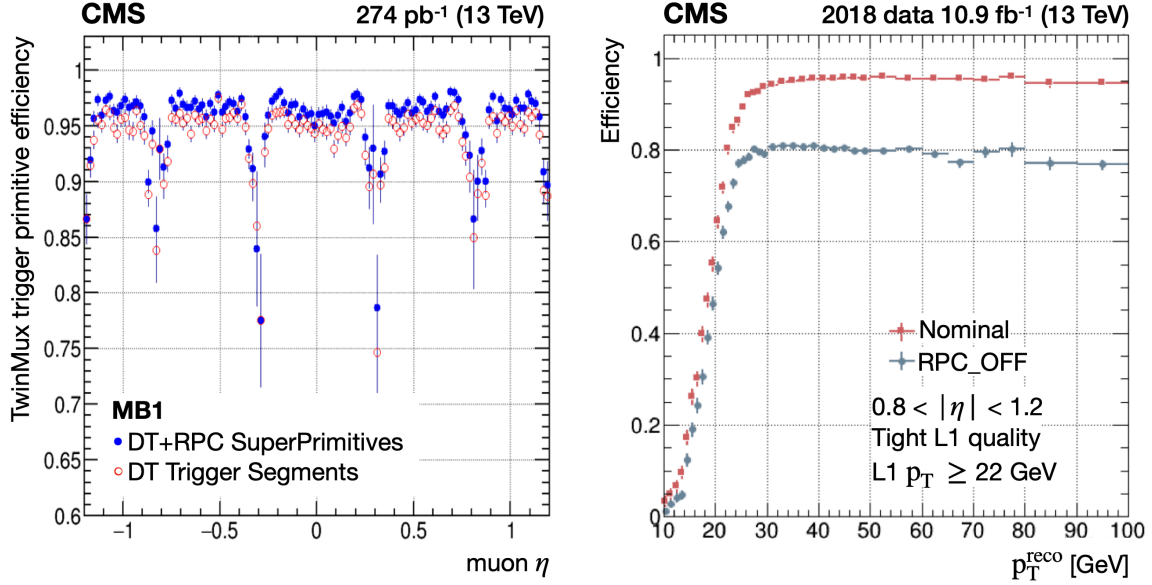 CMS 274 pb⁻¹ (13 TeV)
TwinMux trigger primitive efficiency
1
0.95
0.9
0.85
0.8
0.75
0.7
0.65
0.6
MB1
DT+RPC SuperPrimitives
DT Trigger Segments
−1 −0.5 0 0.5 1
muon η
CMS 2018 data 10.9 fb⁻¹ (13 TeV)
Efficiency
1
0.8
0.6
0.4
0.2
0
Nominal
RPC_OFF
0.8 < |η| < 1.2
Tight L1 quality
L1 p_T ≥ 22 GeV
10 20 30 40 50 60 70 80 90 100
p_T^reco [GeV]